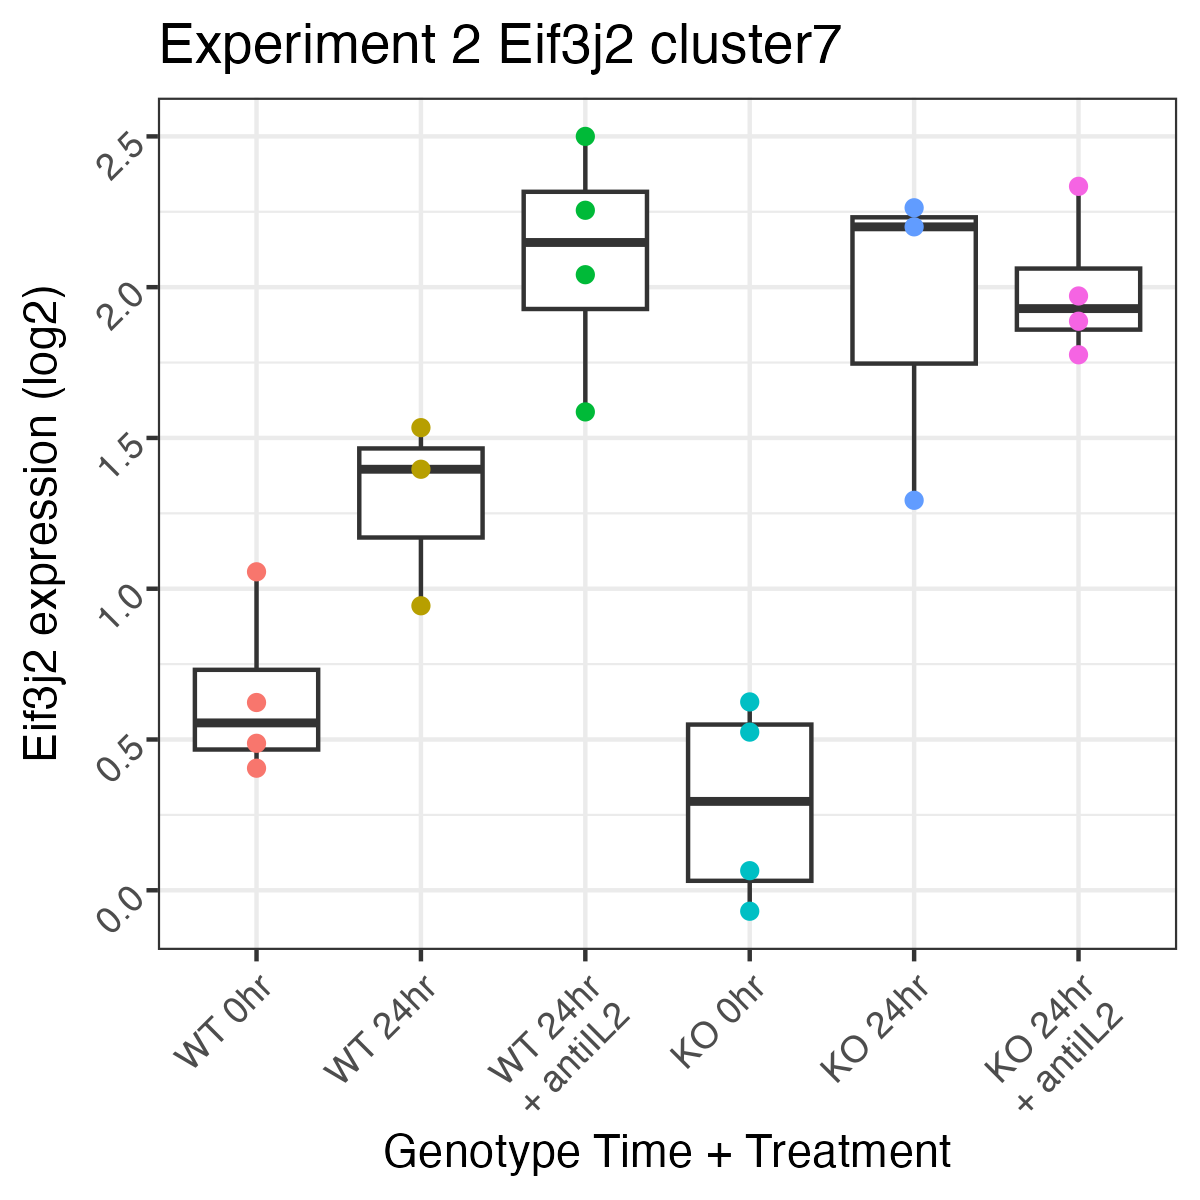 Experiment 2 Eif3j2 cluster7
Eif3j2 expression (log2)
2.5
2.0
1.5
1.0
0.5
0.0
WT 0hr
WT 24hr
WT 24hr
+ antiIL2
KO 0hr
KO 24hr
KO 24hr
+ antiIL2
Genotype Time + Treatment